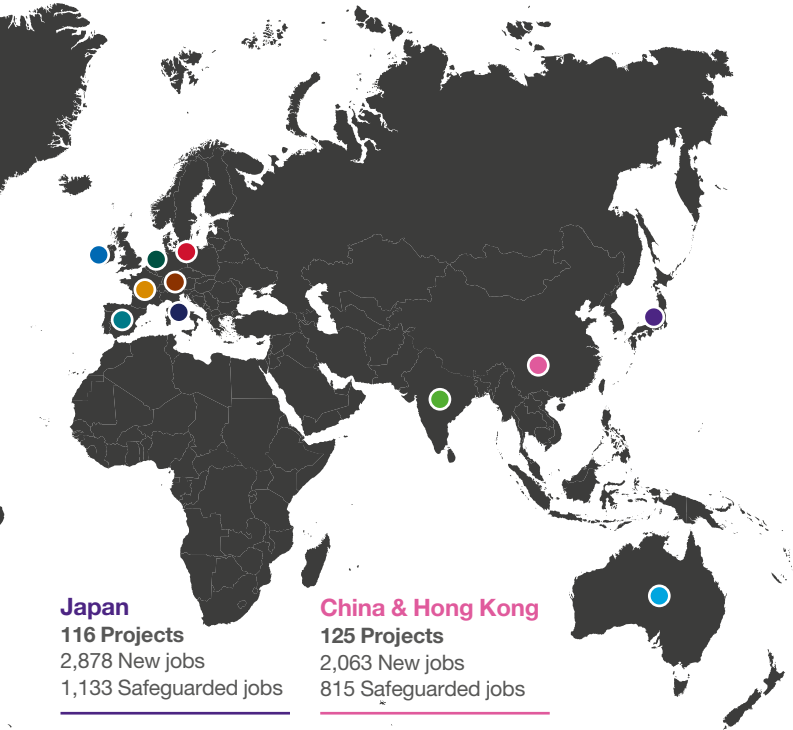 Japan
116 Projects
2,878 New jobs
1,133 Safeguarded jobs
China & Hong Kong
125 Projects
2,063 New jobs
815 Safeguarded jobs